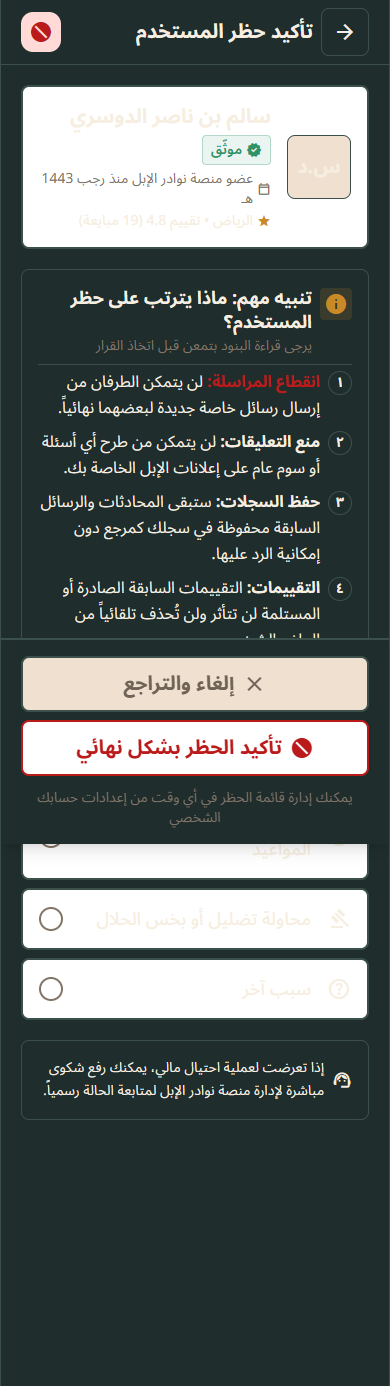 تأكيد حظر المستخدم
سالم بن ناصر الدوسري
س.د
موثّق
عضو منصة نوادر الإبل منذ رجب 1443
هـ
الرياض • تقييم 4.8 (19 مبايعة)
تنبيه مهم: ماذا يترتب على حظر
المستخدم؟
يرجى قراءة البنود بتمعن قبل اتخاذ القرار
١ انقطاع المراسلة: لن يتمكن الطرفان من
إرسال رسائل خاصة جديدة لبعضهما نهائياً.
٢ منع التعليقات: لن يتمكن من طرح أي أسئلة
أو سوم عام على إعلانات الإبل الخاصة بك.
٣ حفظ السجلات: ستبقى المحادثات والرسائل
السابقة محفوظة في سجلك كمرجع دون
إمكانية الرد عليها.
٤ التقييمات: التقييمات السابقة الصادرة أو
المستلمة لن تتأثر ولن تُحذف تلقائياً من
إلغاء والتراجع
تأكيد الحظر بشكل نهائي
يمكنك إدارة قائمة الحظر في أي وقت من إعدادات حسابك
الشخصي
المواعيد
محاولة تضليل أو بخس الحلال
سبب آخر
إذا تعرضت لعملية احتيال مالي، يمكنك رفع شكوى
مباشرة لإدارة منصة نوادر الإبل لمتابعة الحالة رسمياً.